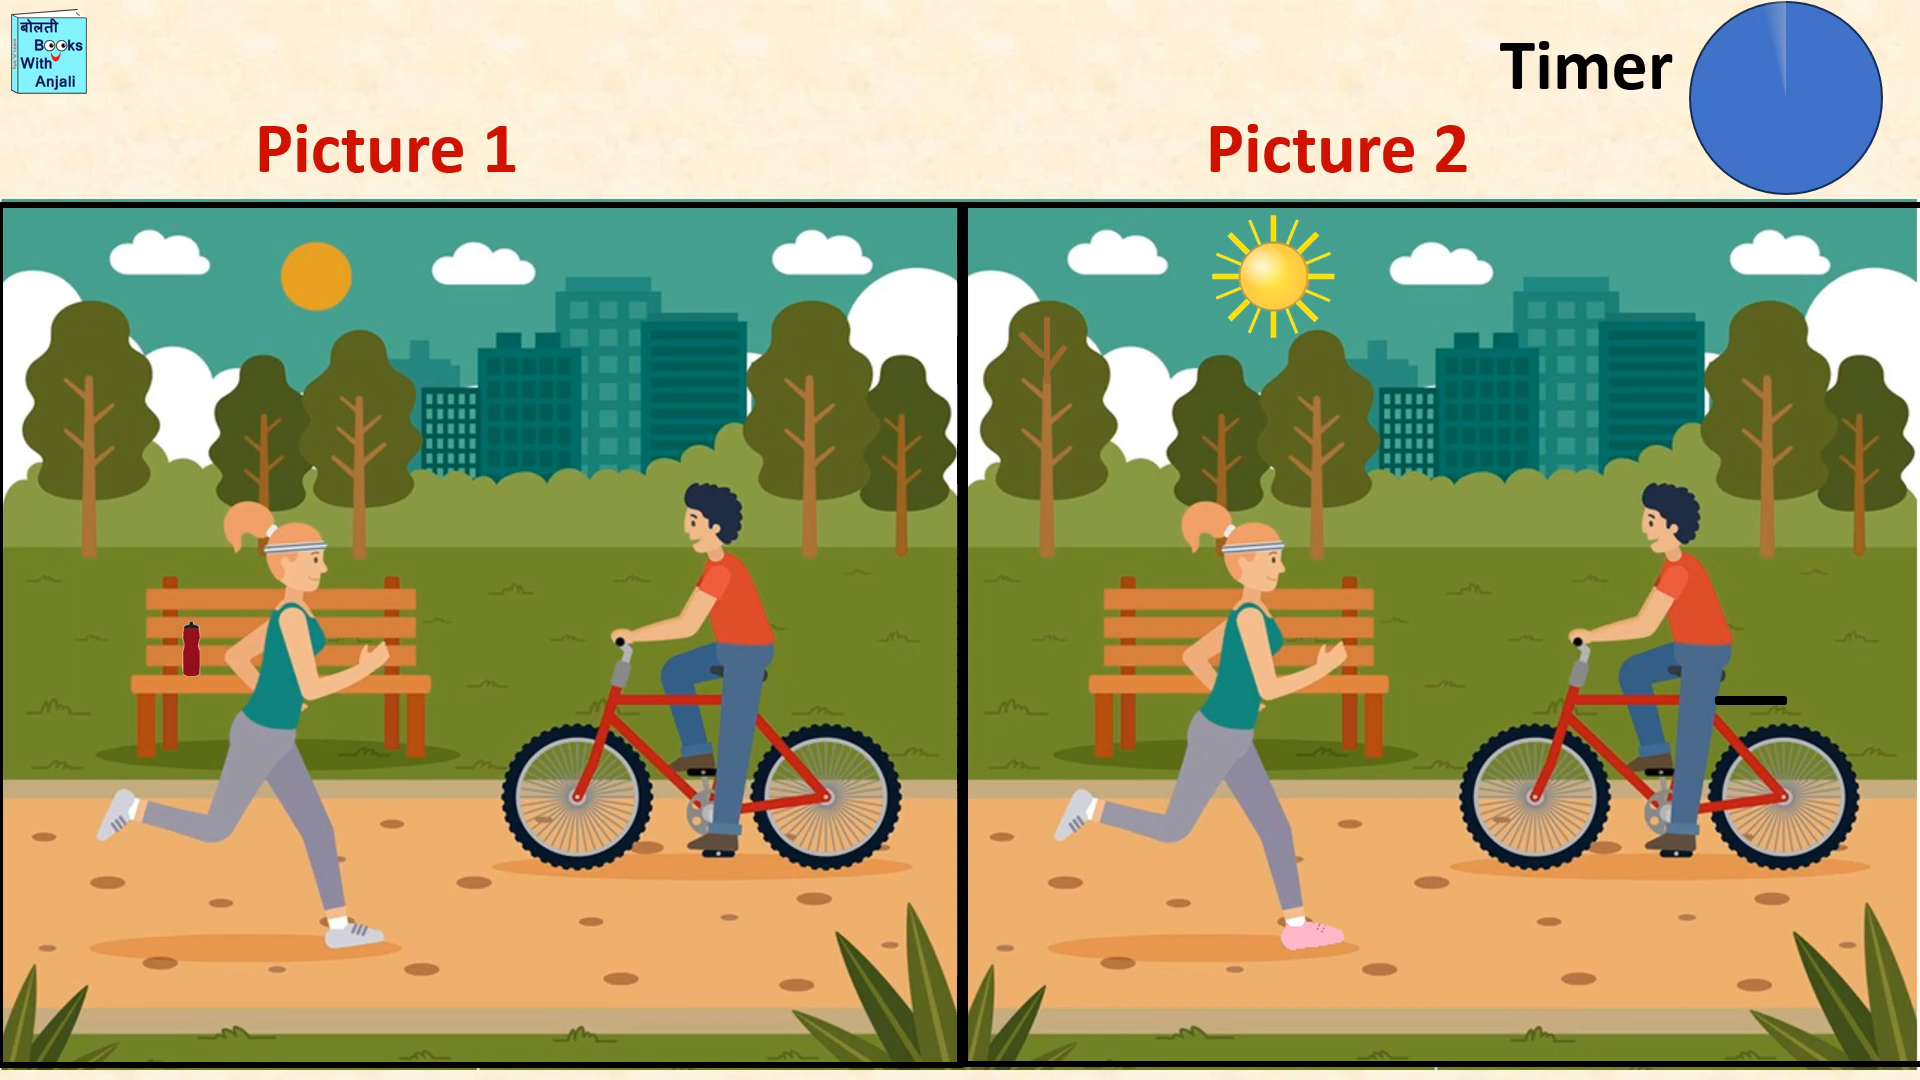 बोलती
Books
With
Anjali
Timer
Picture 1
Picture 2